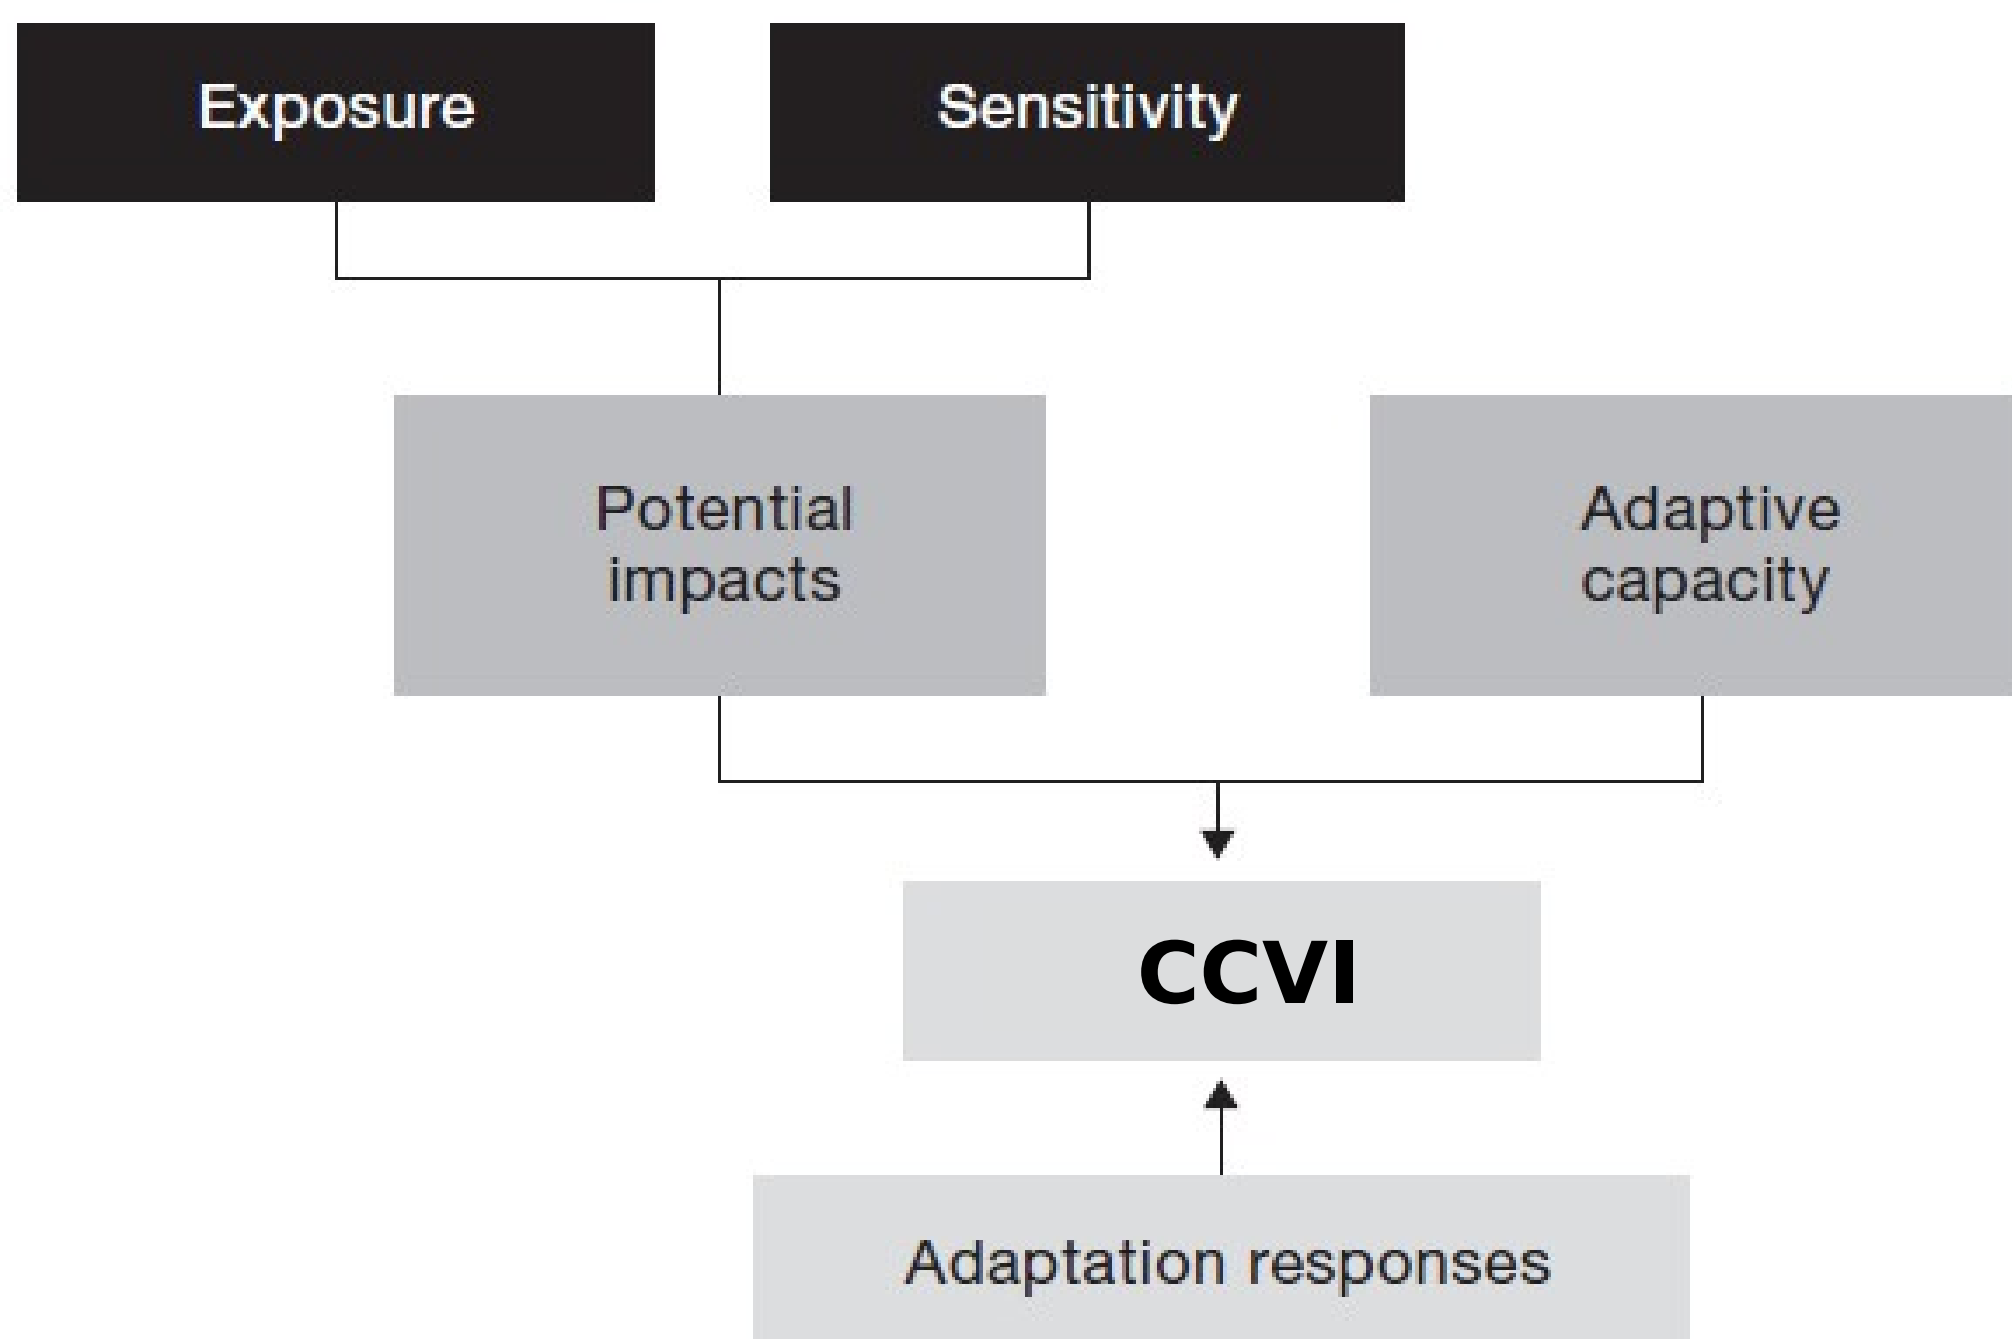 Exposure
Sensitivity
Potential
impacts
Adaptive
capacity
CCVI
Adaptation responses